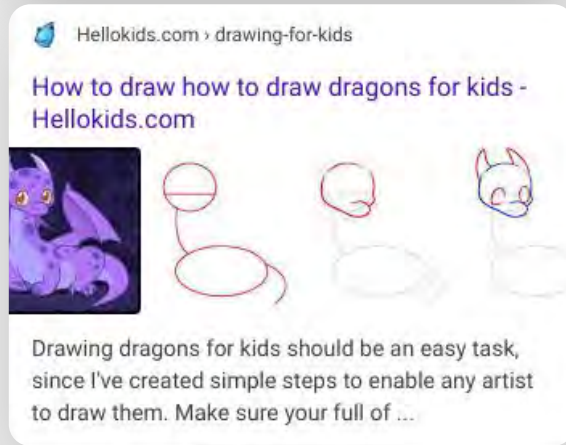 Hellokids.com › drawing-for-kids
How to draw how to draw dragons for kids -
Hellokids.com
Drawing dragons for kids should be an easy task,
since I've created simple steps to enable any artist
to draw them. Make sure your full of ...